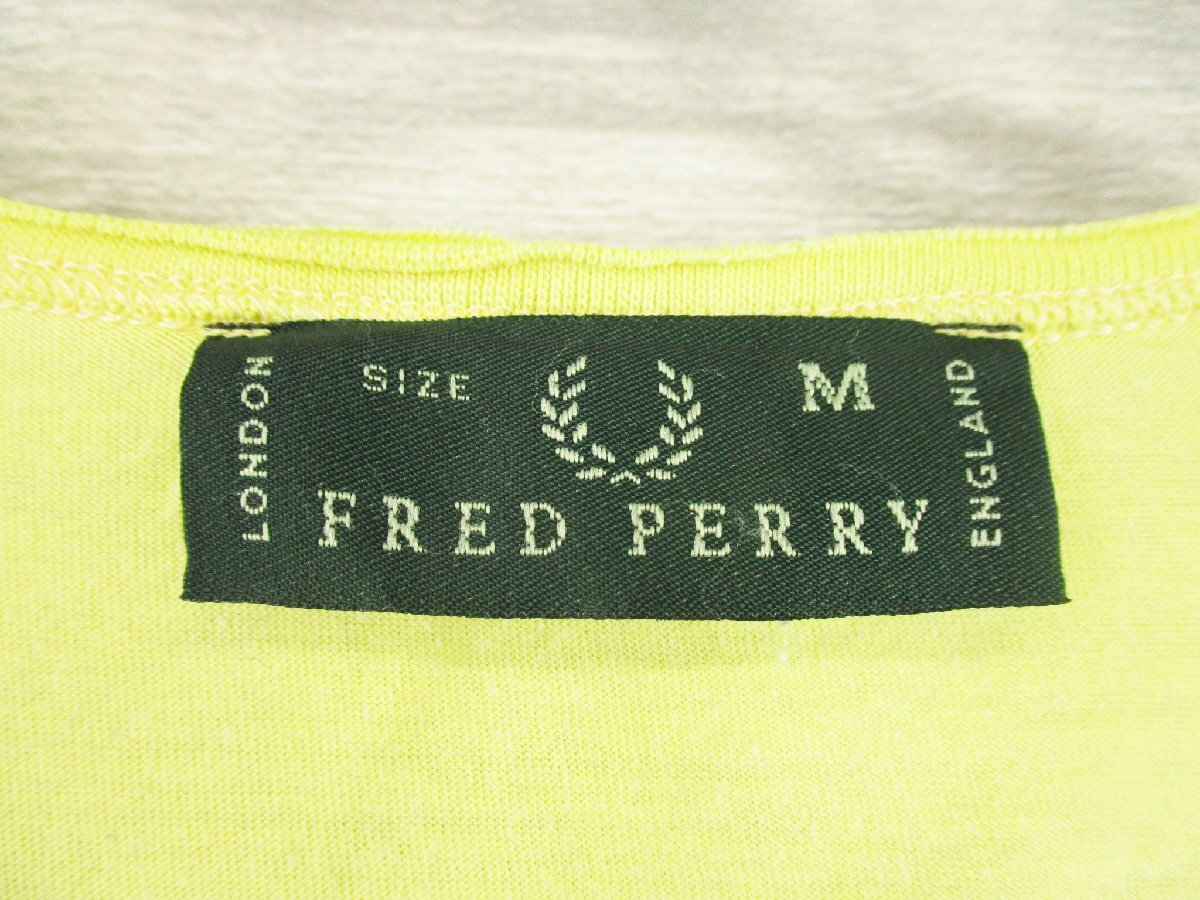 LONDON
SIZE M
FRED PERRY
ENGLAND